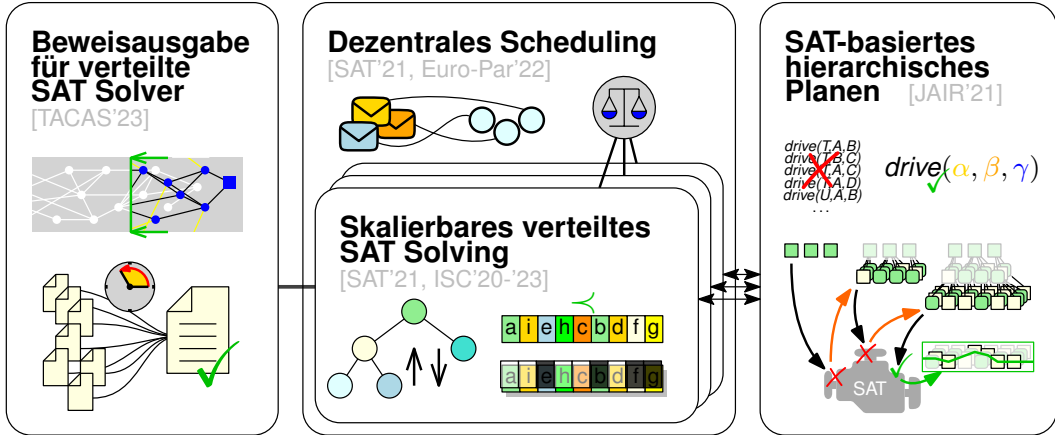 Beweisausgabe
für verteilte
SAT Solver
[TACAS'23]
Dezentrales Scheduling
[SAT'21, Euro-Par'22]
Skalierbares verteiltes
SAT Solving
[SAT'21, ISC'20-'23]
a i e h c b d f g
a i e h c b d f g
SAT-basiertes
hierarchisches
Planen [JAIR'21]
drive(T,A,B)
drive(T,B,C)
drive(T,A,C)
drive(T,A,D)
drive(U,A,B)
...
drive(α, β, γ)
SAT